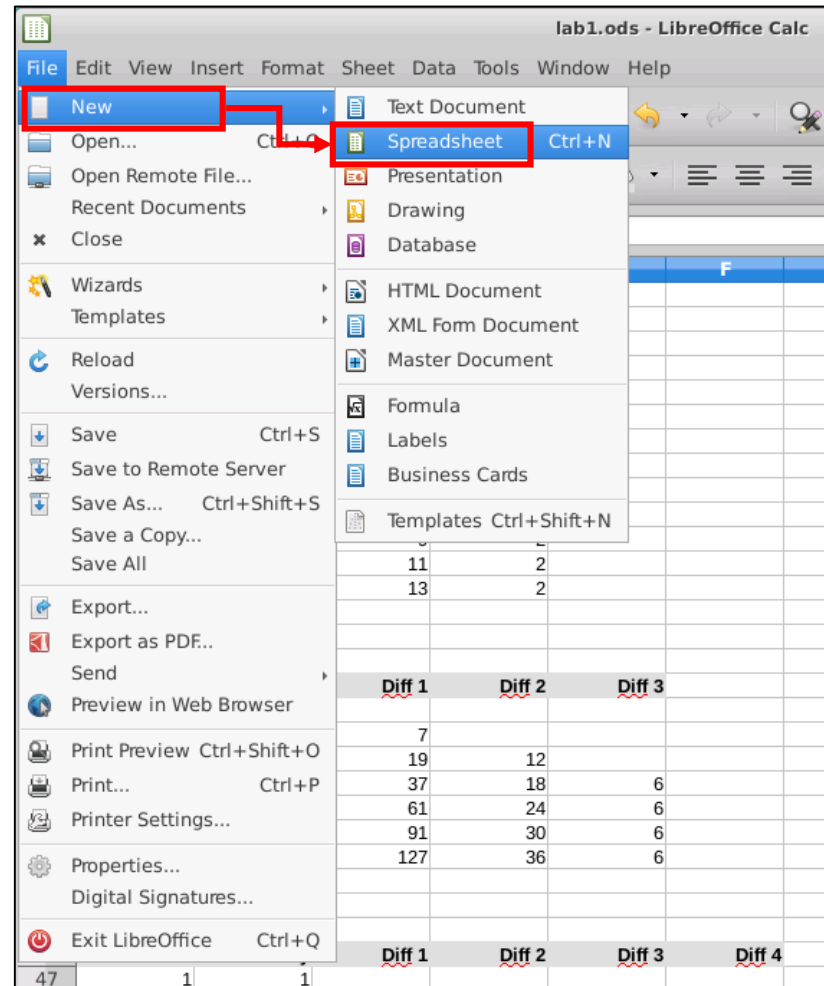 lab1.ods - LibreOffice Calc
File Edit View Insert Format Sheet Data Tools Window Help
New
Open...
Open Remote File...
Recent Documents
Close
Wizards
Templates
Reload
Versions...
Save Ctrl+S
Save to Remote Server
Save As... Ctrl+Shift+S
Save a Copy...
Save All
Export...
Export as PDF...
Send
Preview in Web Browser
Print Preview Ctrl+Shift+O
Print... Ctrl+P
Printer Settings...
Properties...
Digital Signatures...
Exit LibreOffice Ctrl+Q
Text Document
Spreadsheet Ctrl+N
Presentation
Drawing
Database
HTML Document
XML Form Document
Master Document
Formula
Labels
Business Cards
Templates Ctrl+Shift+N
F
11 2
13 2
Diff 1 Diff 2 Diff 3
7
19 12
37 18 6
61 24 6
91 30 6
127 36 6
Diff 1 Diff 2 Diff 3 Diff 4
47 1 1